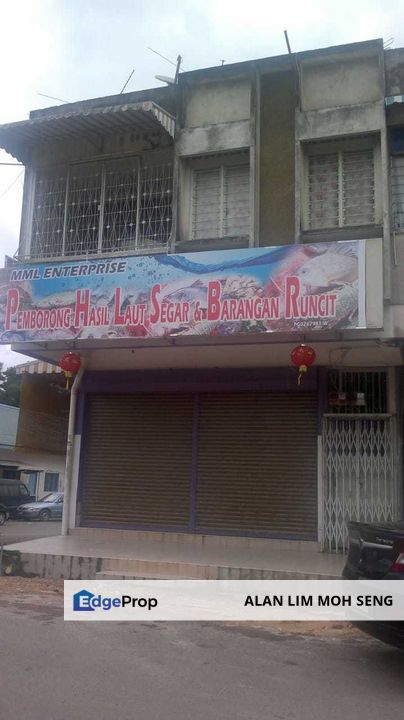 MML ENTERPRISE
PEMBORONG HASIL LAUT SEGAR & BARANGAN RUNCIT
EdgeProp
ALAN LIM MOH SENG